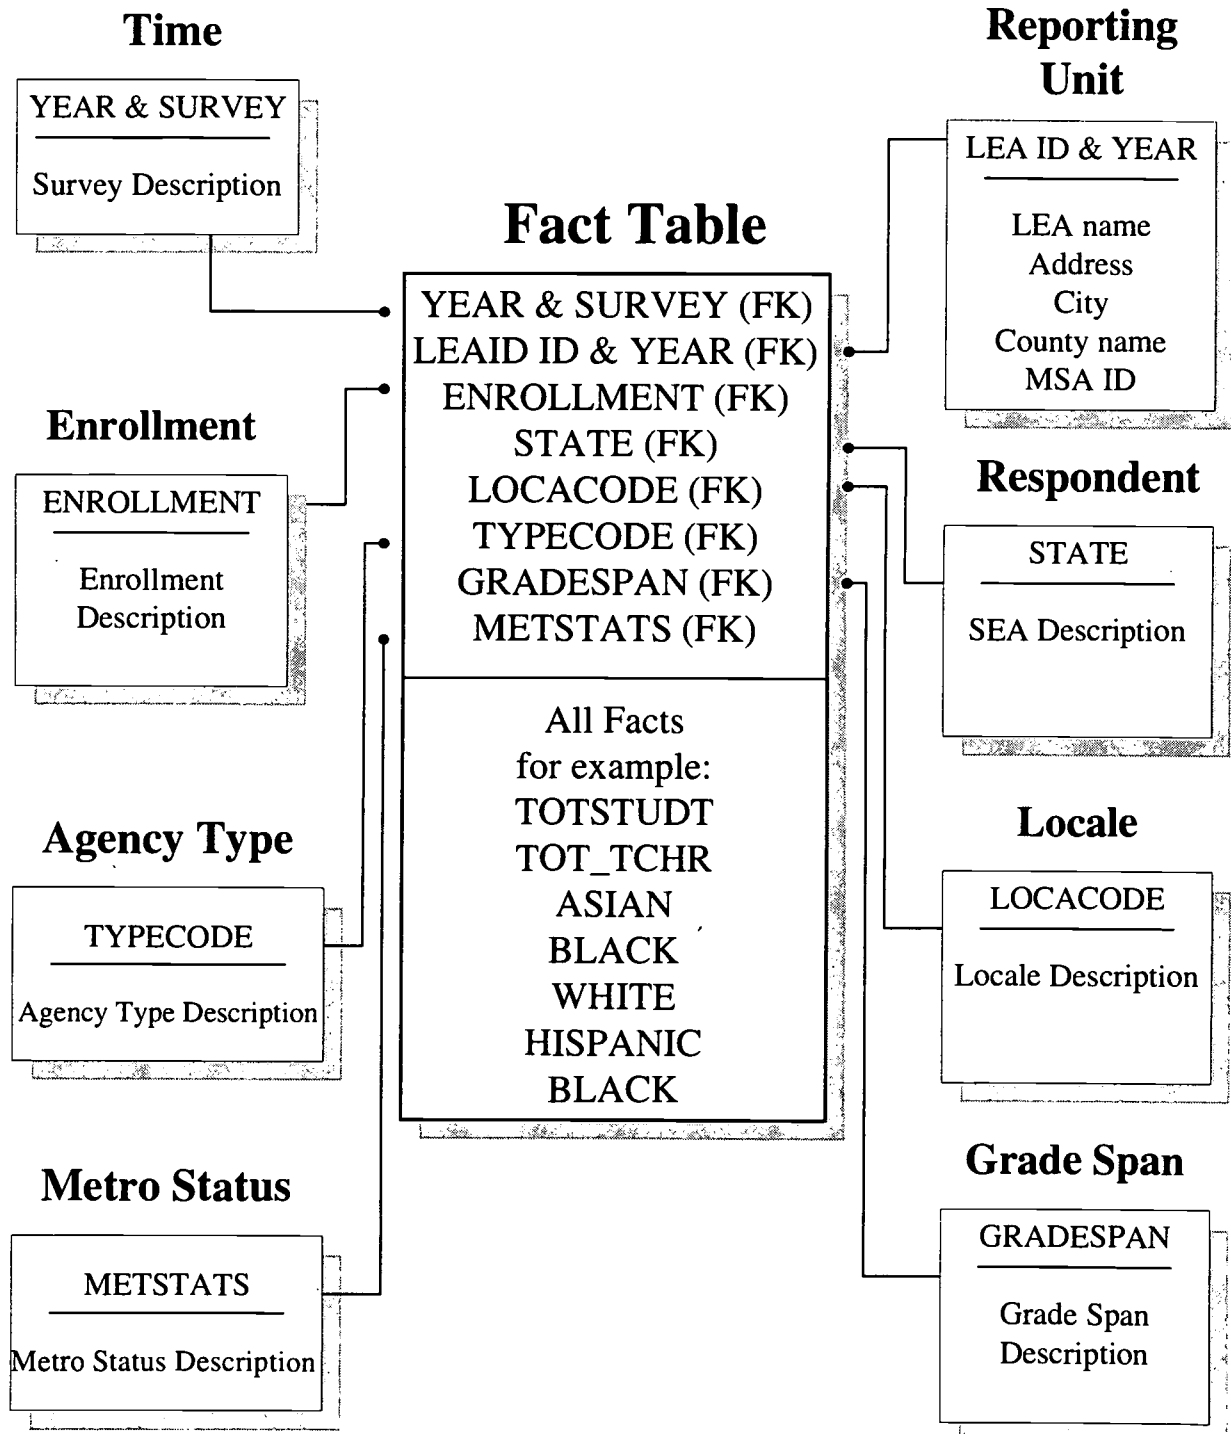 Time
YEAR & SURVEY
Survey Description
Enrollment
ENROLLMENT
Enrollment
Description
Agency Type
TYPECODE
Agency Type Description
Metro Status
METSTATS
Metro Status Description
Fact Table
YEAR & SURVEY (FK)
LEAID ID & YEAR (FK)
ENROLLMENT (FK)
STATE (FK)
LOCACODE (FK)
TYPECODE (FK)
GRADESPAN (FK)
METSTATS (FK)
All Facts
for example:
TOTSTUDT
TOT_TCHR
ASIAN
BLACK
WHITE
HISPANIC
BLACK
Reporting
Unit
LEA ID & YEAR
LEA name
Address
City
County name
MSA ID
Respondent
STATE
SEA Description
Locale
LOCACODE
Locale Description
Grade Span
GRADESPAN
Grade Span
Description